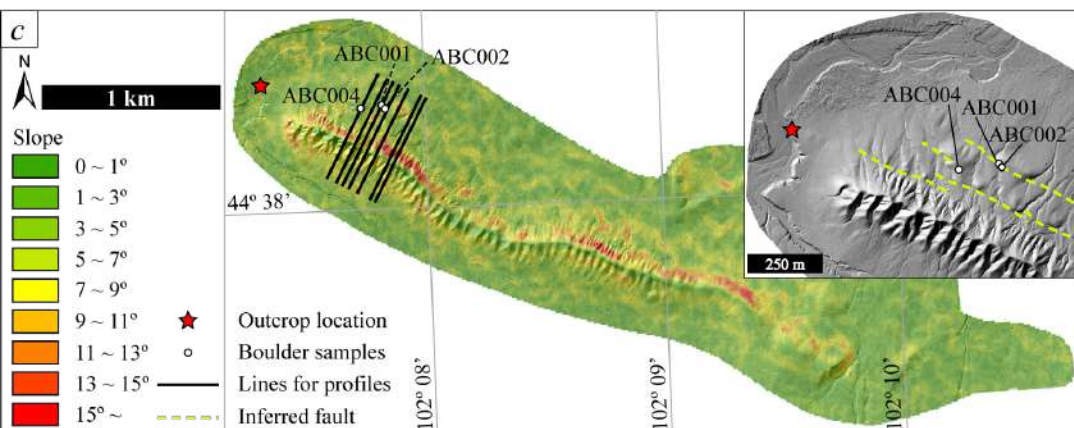 c
N
1 km
Slope
0 ~ 1°
1 ~ 3°
3 ~ 5°
5 ~ 7°
7 ~ 9°
9 ~ 11°
11 ~ 13°
13 ~ 15°
15° ~
Outcrop location
Boulder samples
Lines for profiles
Inferred fault
ABC001
ABC002
ABC004
44° 38'
102° 08'
102° 09'
102° 10'
ABC004
ABC001
ABC002
250 m